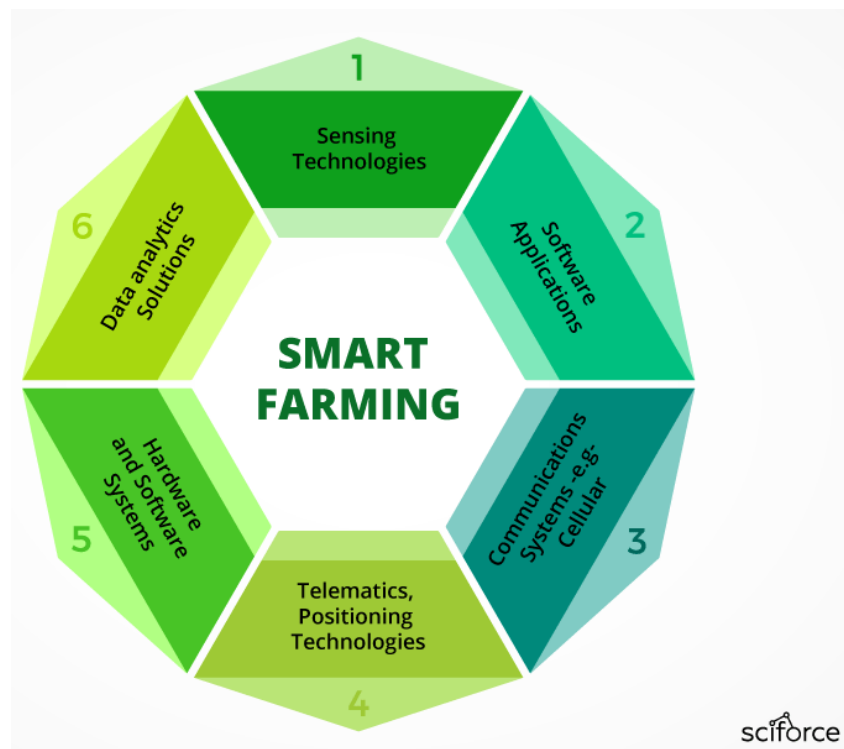 1
Sensing
Technologies
2
Software
Applications
3
Communications
Systems -e.g-
Cellular
4
Telematics,
Positioning
Technologies
5
Hardware
and Software
Systems
6
Data analytics
Solutions
SMART
FARMING
sciforce